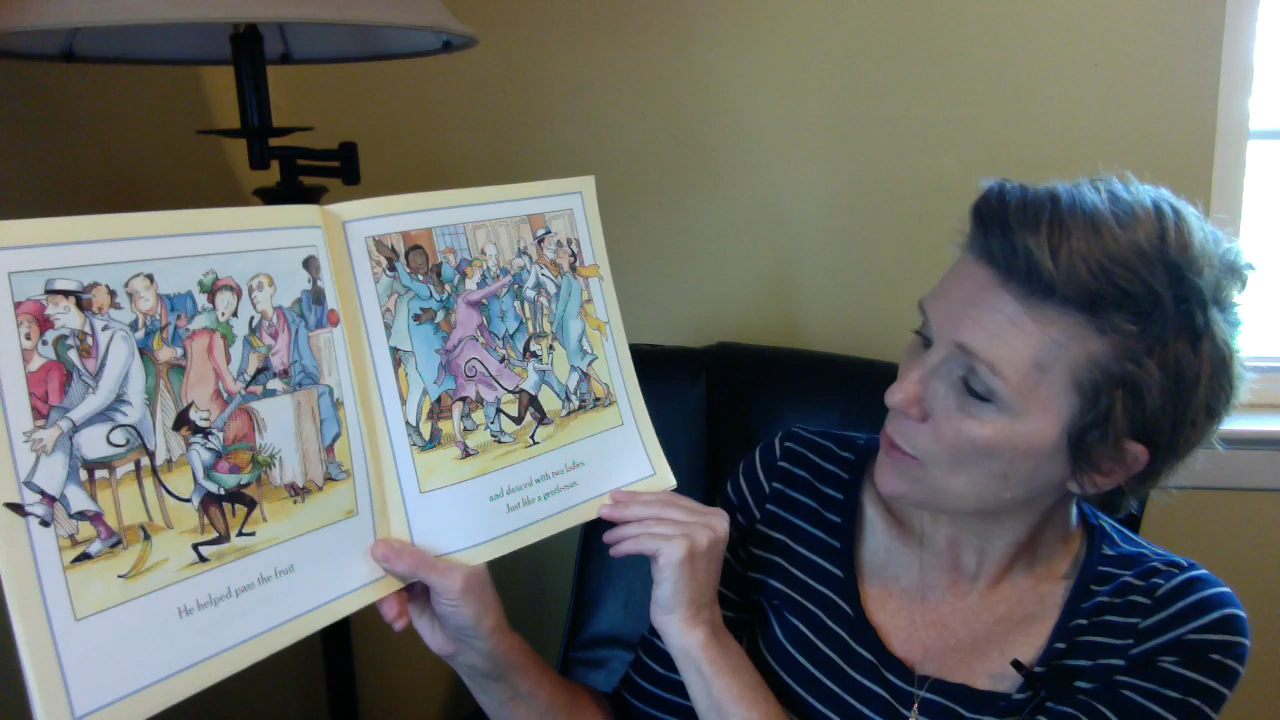 He helped pass the fruit
and danced with two ladies
Just like a gentleman.